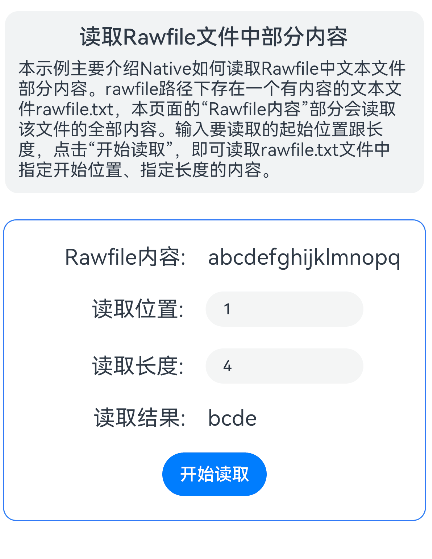 读取Rawfile文件中部分内容
本示例主要介绍Native如何读取Rawfile中文本文件
部分内容。rawfile路径下存在一个有内容的文本文
件rawfile.txt，本页面的“Rawfile内容”部分会读取
该文件的全部内容。输入要读取的起始位置跟长
度，点击“开始读取”，即可读取rawfile.txt文件中
指定开始位置、指定长度的内容。
Rawfile内容: abcdefghijklmnopq
读取位置: 1
读取长度: 4
读取结果: bcde
开始读取